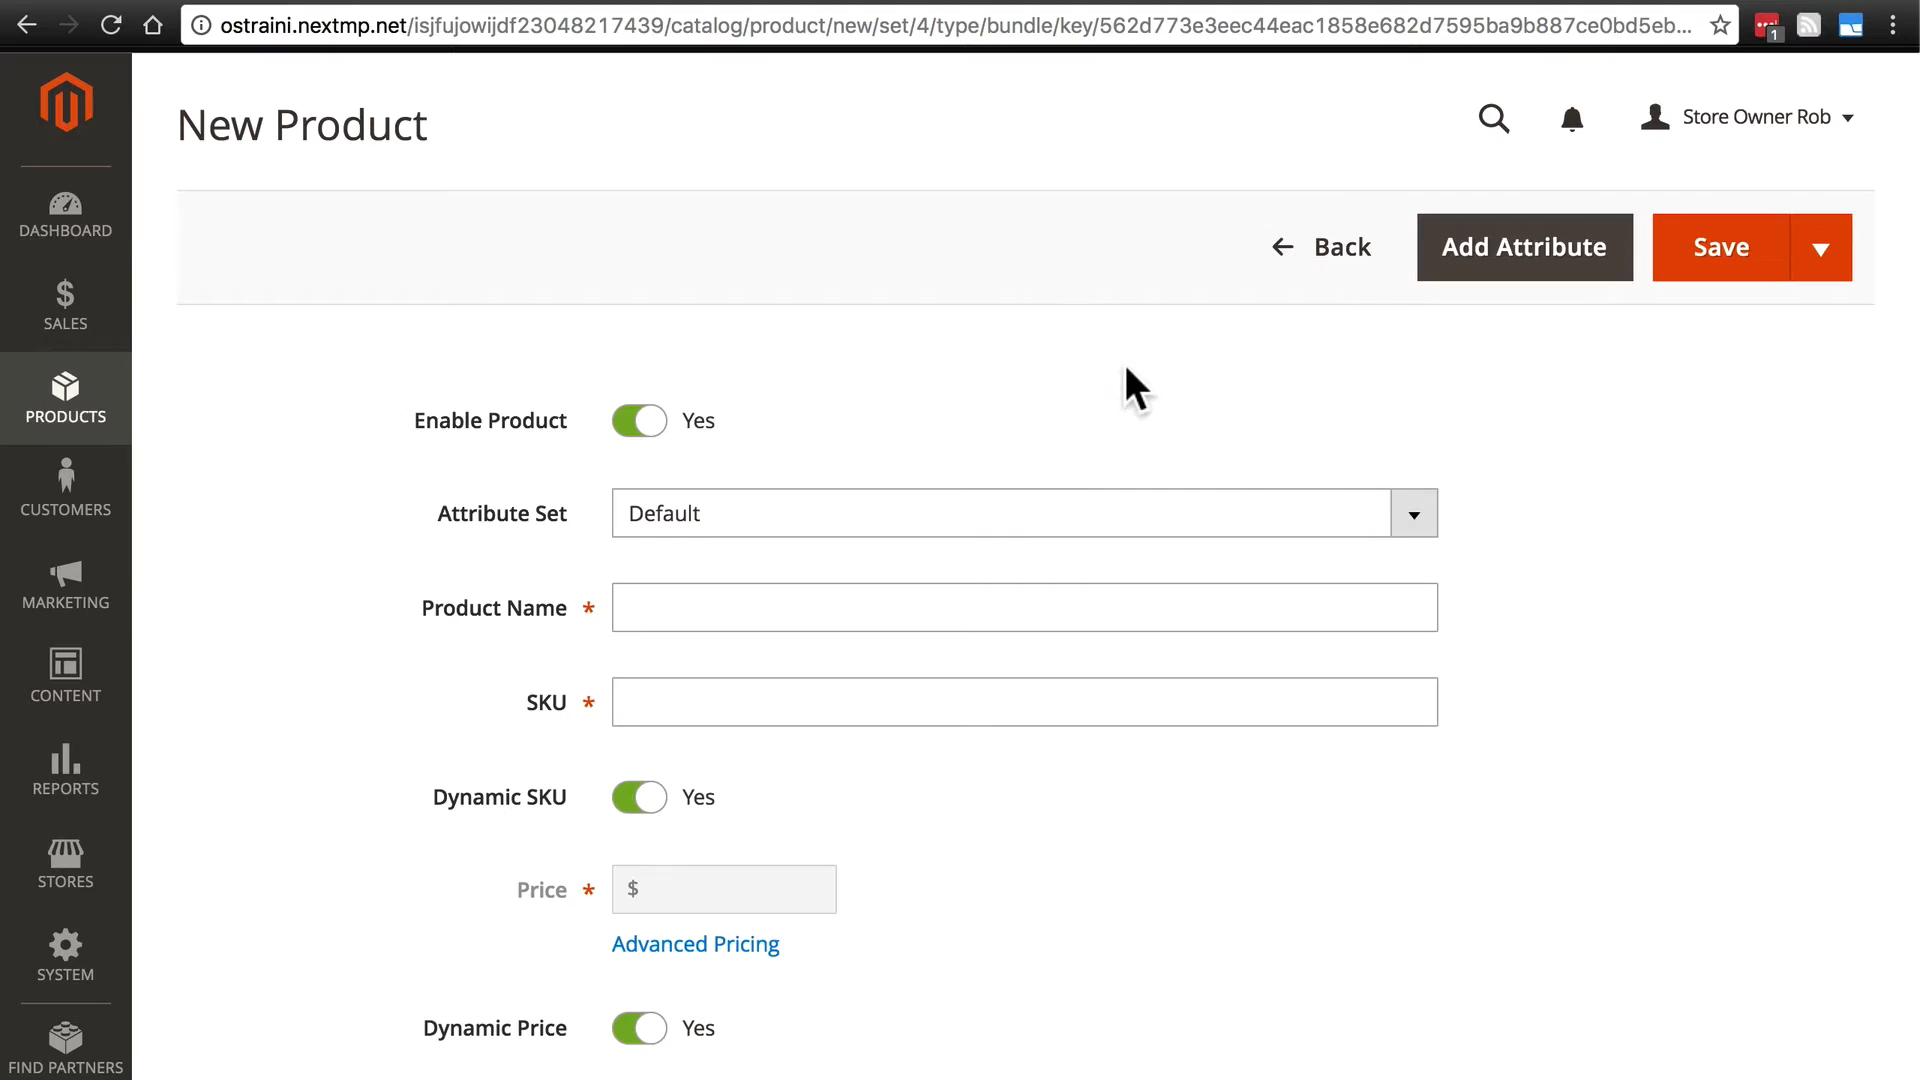 ostraini.nextmp.net/isjfujowijdf23048217439/catalog/product/new/set/4/type/bundle/key/562d773e3eec44eac1858e682d7595ba9b887ce0bd5eb...
1
New Product
Store Owner Rob
Back
Add Attribute
Save
DASHBOARD
SALES
PRODUCTS
CUSTOMERS
MARKETING
CONTENT
REPORTS
STORES
SYSTEM
FIND PARTNERS
Enable Product Yes
Attribute Set Default
Product Name *
SKU *
Dynamic SKU Yes
Price * $
Advanced Pricing
Dynamic Price Yes